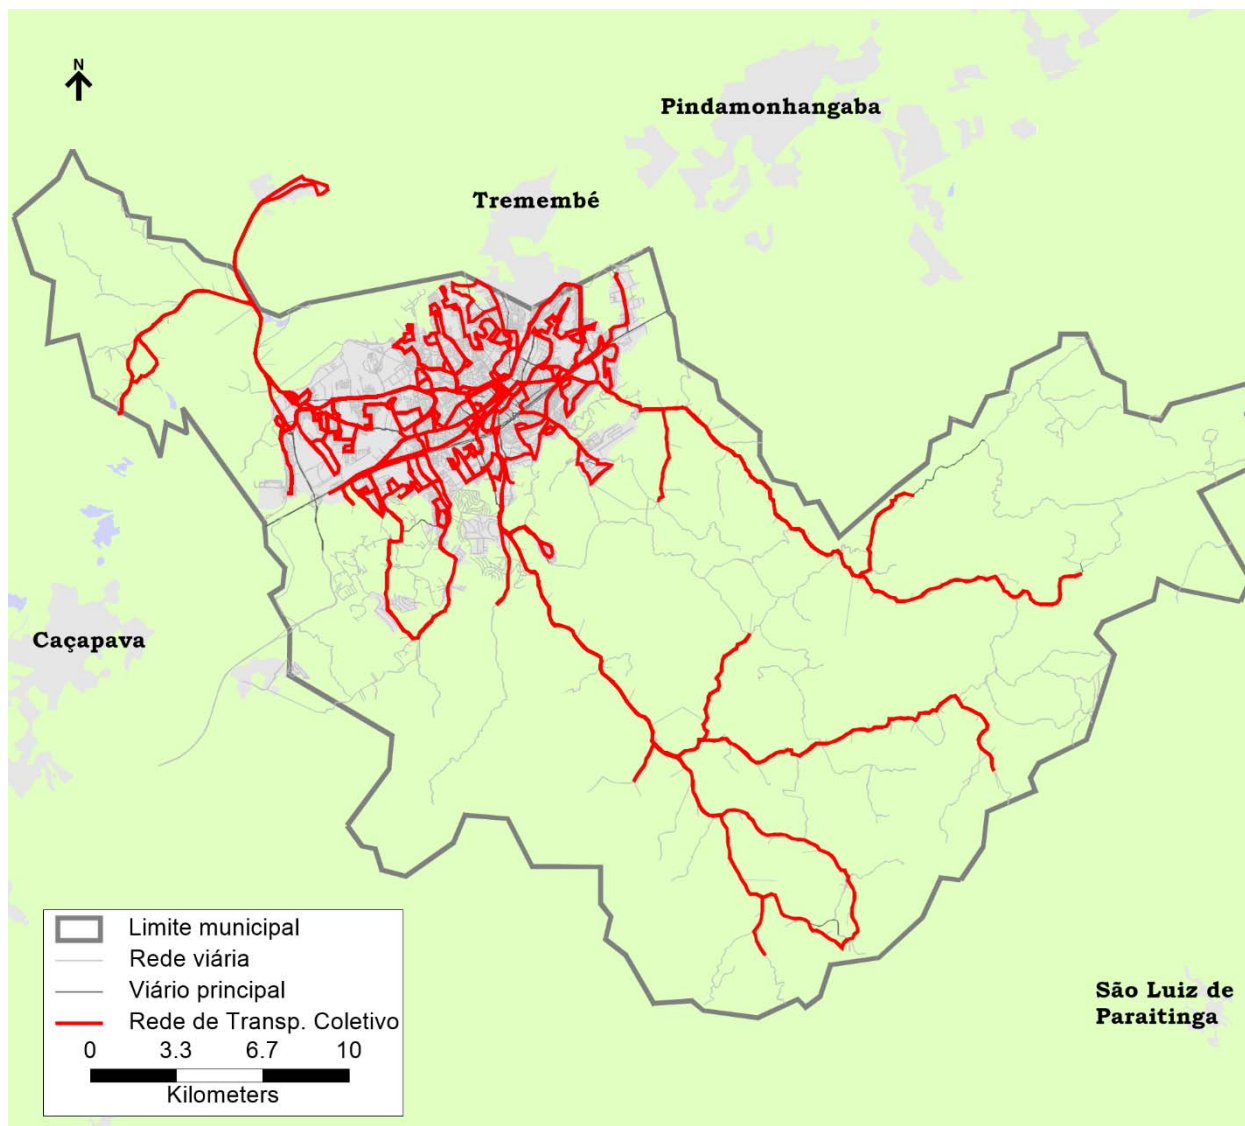 N
Pindamonhangaba
Tremembé
Caçapava
São Luiz de
Paraitinga
Limite municipal
Rede viária
Viário principal
Rede de Transp. Coletivo
0 3.3 6.7 10
Kilometers